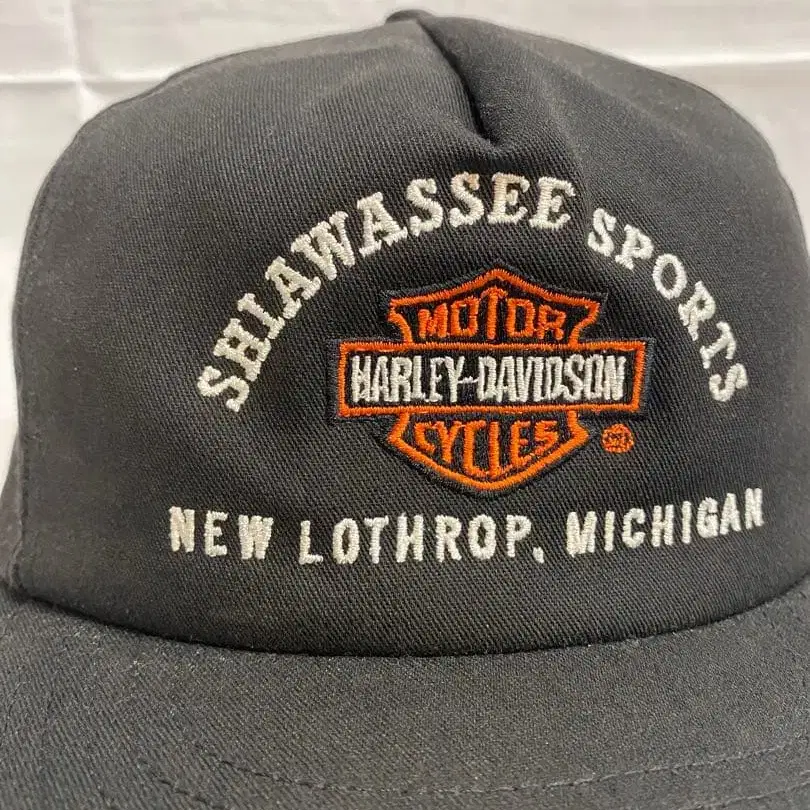 SHIAWASSEE SPORTS
MOTOR
HARLEY-DAVIDSON
CYCLES
NEW LOTHROP, MICHIGAN